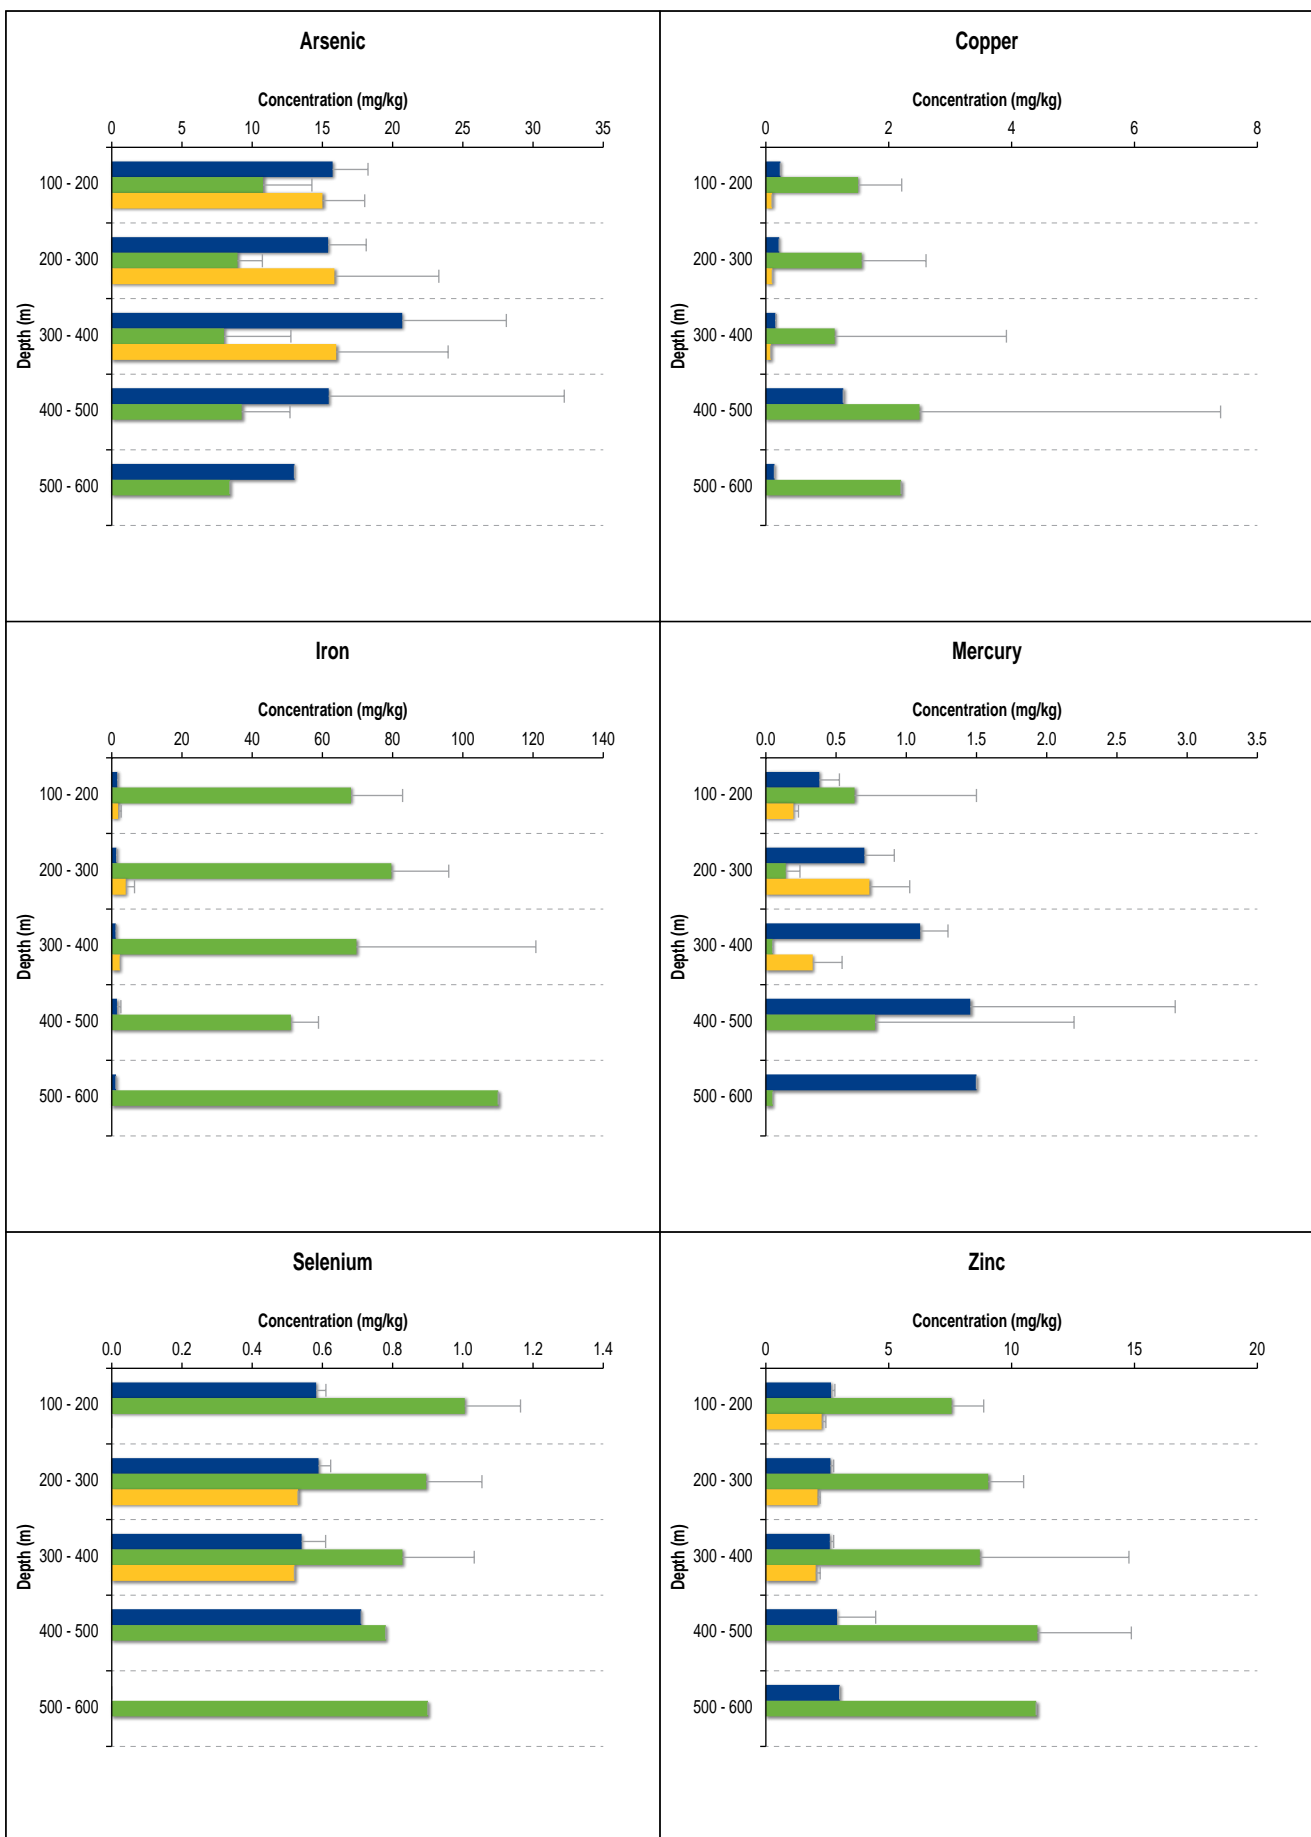 Arsenic
Concentration (mg/kg)
0 5 10 15 20 25 30 35
Depth (m)
100 - 200
200 - 300
300 - 400
400 - 500
500 - 600
Copper
Concentration (mg/kg)
0 2 4 6 8
Depth (m)
100 - 200
200 - 300
300 - 400
400 - 500
500 - 600
Iron
Concentration (mg/kg)
0 20 40 60 80 100 120 140
Depth (m)
100 - 200
200 - 300
300 - 400
400 - 500
500 - 600
Mercury
Concentration (mg/kg)
0.0 0.5 1.0 1.5 2.0 2.5 3.0 3.5
Depth (m)
100 - 200
200 - 300
300 - 400
400 - 500
500 - 600
Selenium
Concentration (mg/kg)
0.0 0.2 0.4 0.6 0.8 1.0 1.2 1.4
Depth (m)
100 - 200
200 - 300
300 - 400
400 - 500
500 - 600
Zinc
Concentration (mg/kg)
0 5 10 15 20
Depth (m)
100 - 200
200 - 300
300 - 400
400 - 500
500 - 600